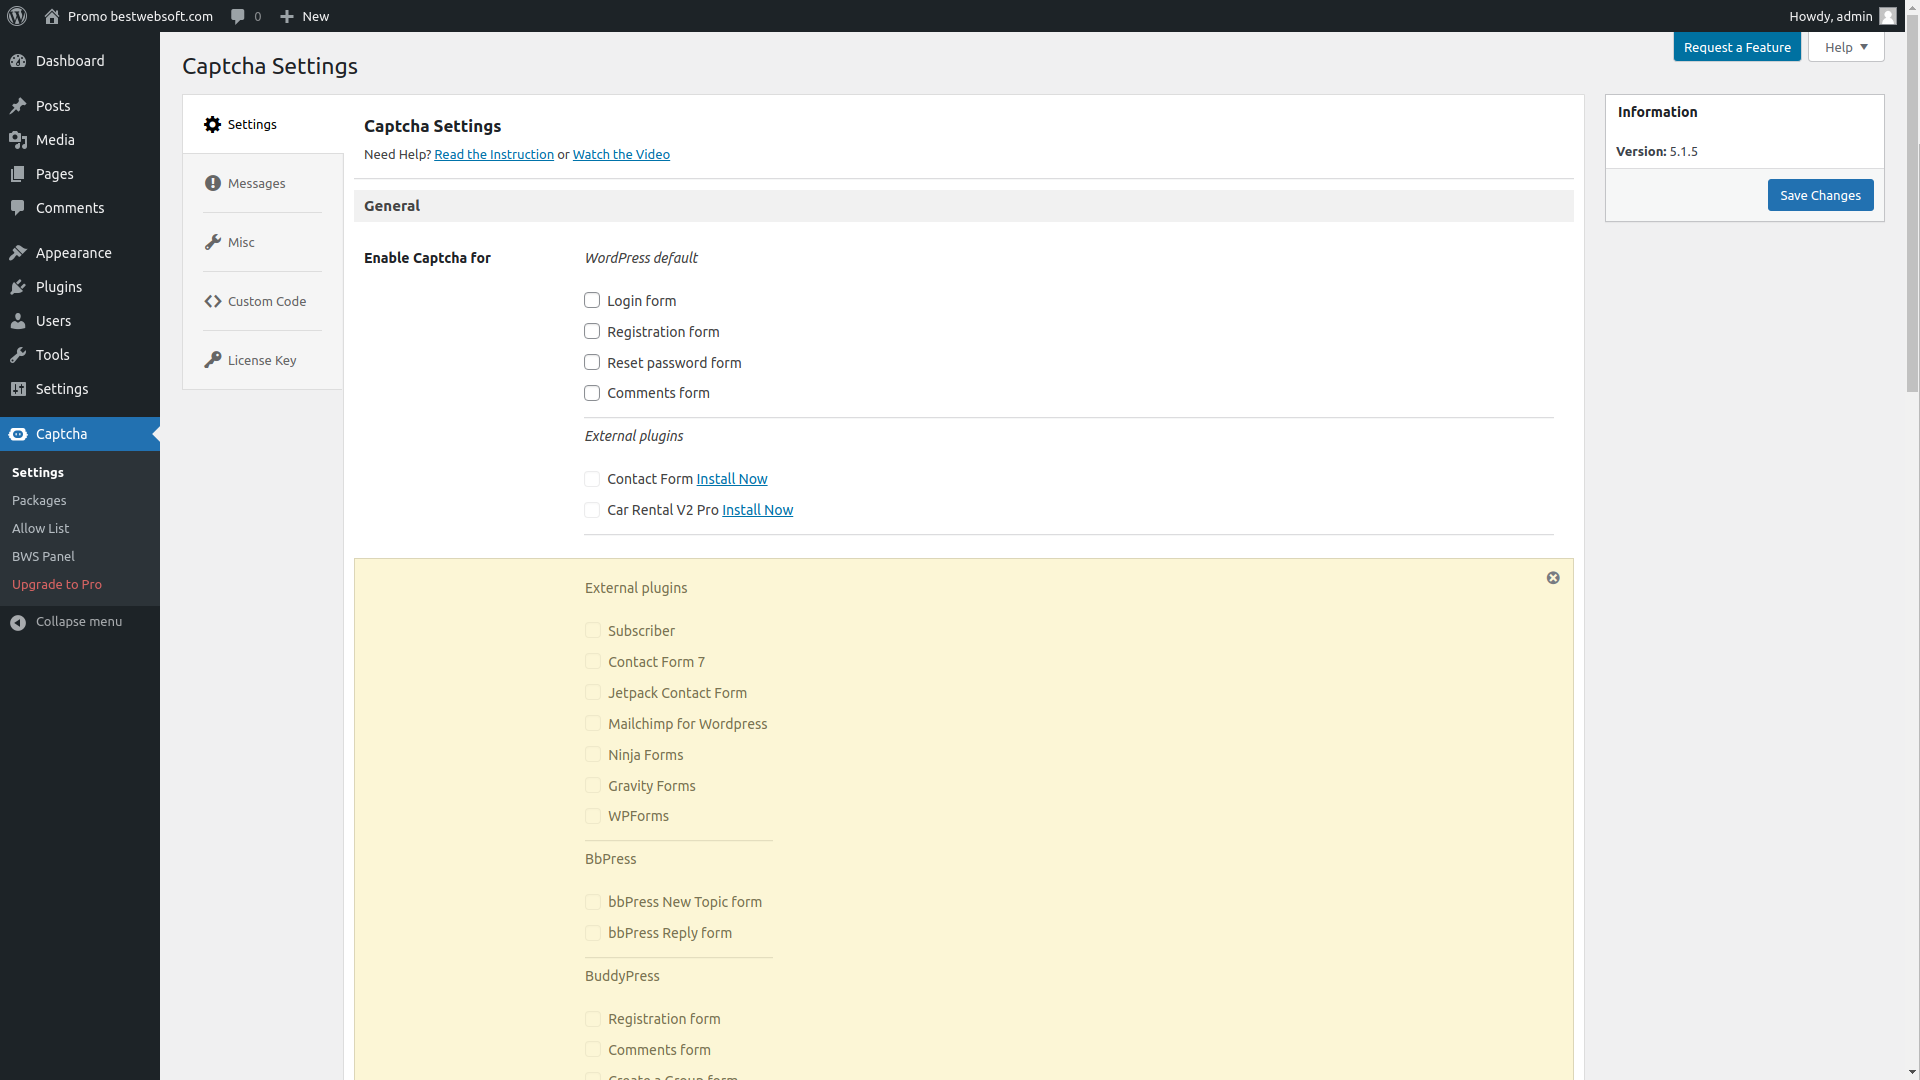 Promo bestwebsoft.com 0 New Howdy, admin
Request a Feature Help
Captcha Settings
Dashboard
Posts
Media
Pages
Comments
Appearance
Plugins
Users
Tools
Settings
Captcha
Settings
Packages
Allow List
BWS Panel
Upgrade to Pro
Collapse menu
Settings
Messages
Misc
Custom Code
License Key
Captcha Settings
Need Help? Read the Instruction or Watch the Video
General
Enable Captcha for
WordPress default
Login form
Registration form
Reset password form
Comments form
External plugins
Contact Form Install Now
Car Rental V2 Pro Install Now
External plugins
Subscriber
Contact Form 7
Jetpack Contact Form
Mailchimp for Wordpress
Ninja Forms
Gravity Forms
WPForms
BbPress
bbPress New Topic form
bbPress Reply form
BuddyPress
Registration form
Comments form
Create a Group form
Information
Version: 5.1.5
Save Changes